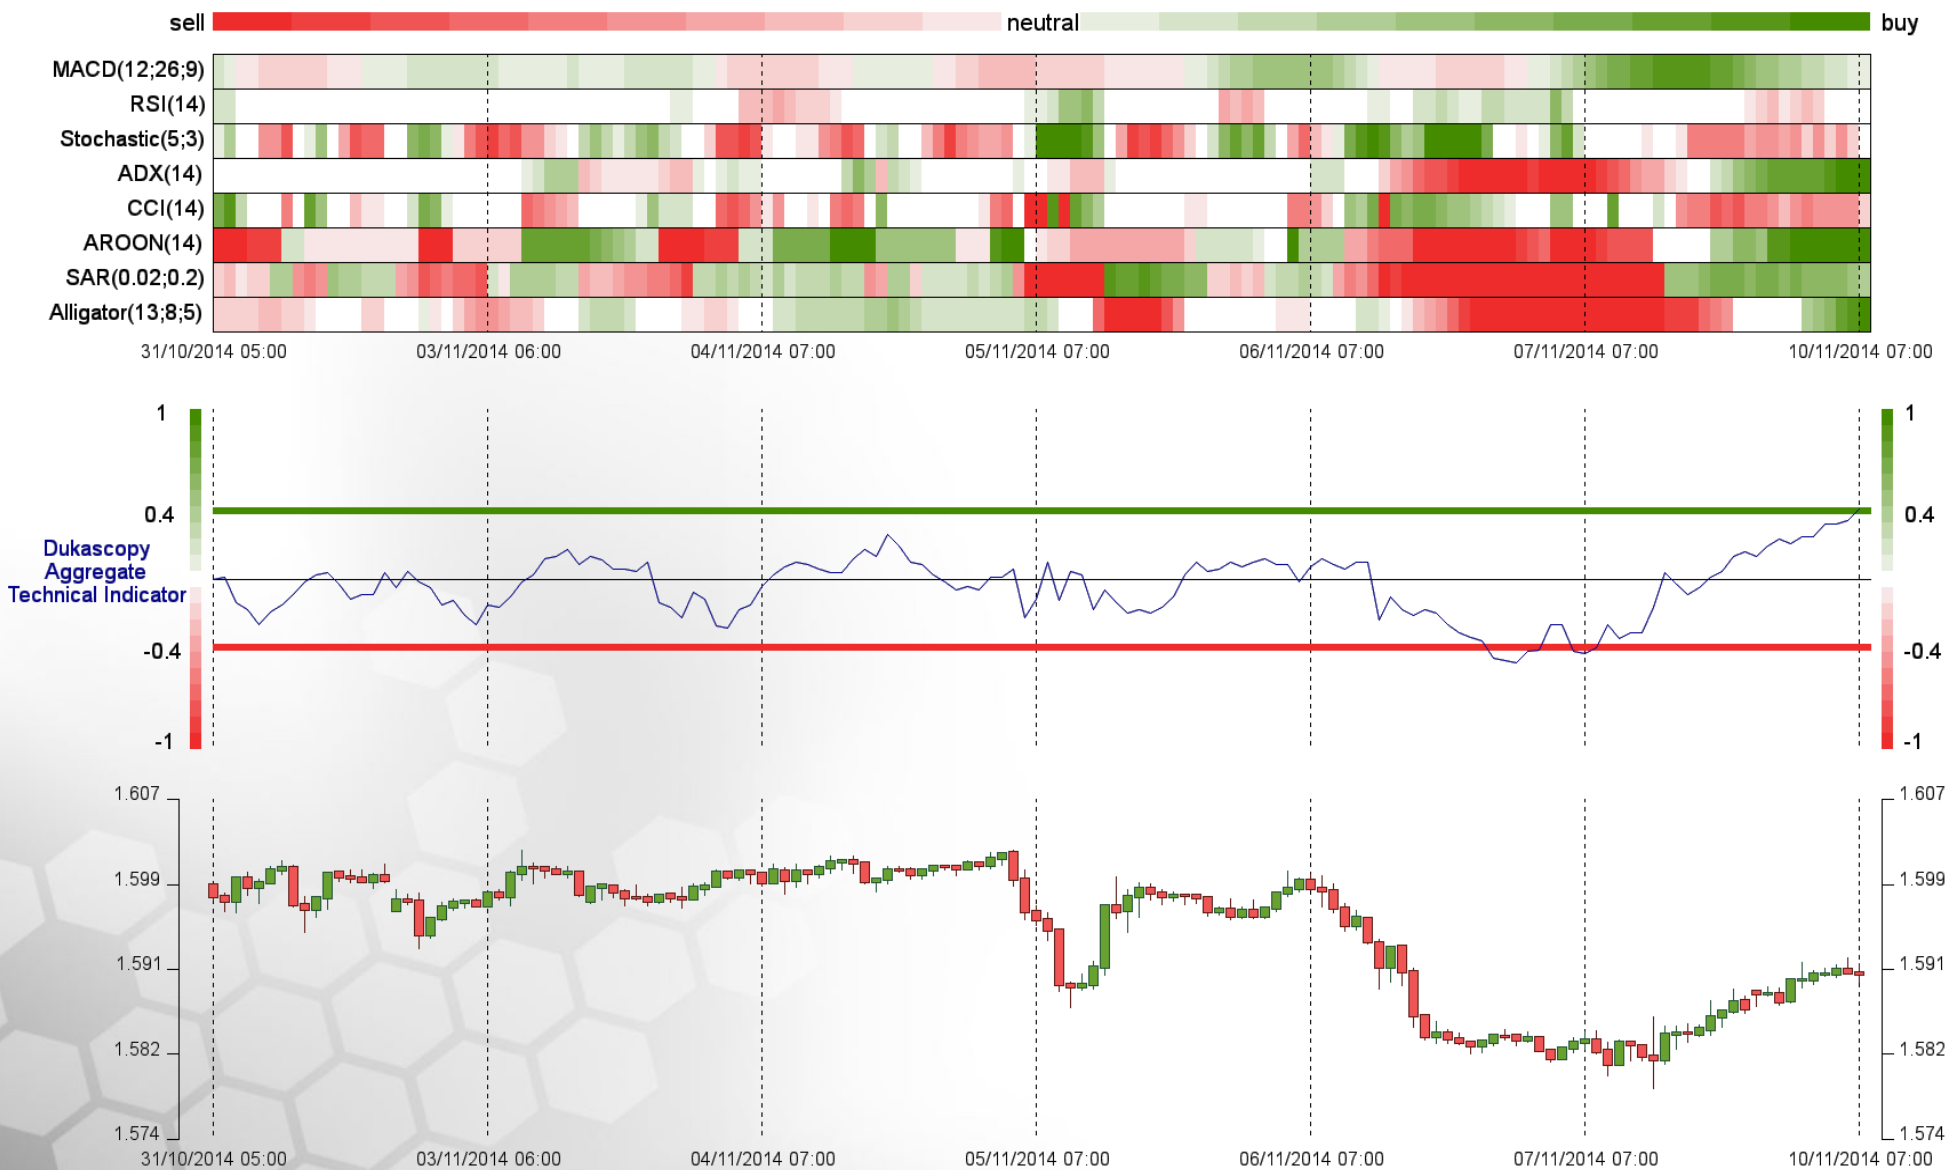 sell neutral buy
MACD(12;26;9)
RSI(14)
Stochastic(5;3)
ADX(14)
CCI(14)
AROON(14)
SAR(0.02;0.2)
Alligator(13;8;5)
31/10/2014 05:00 03/11/2014 06:00 04/11/2014 07:00 05/11/2014 07:00 06/11/2014 07:00 07/11/2014 07:00 10/11/2014 07:00
1 1
0.4 0.4
Dukascopy
Aggregate
Technical Indicator
-0.4 -0.4
-1 -1
1.607 1.607
1.599 1.599
1.591 1.591
1.582 1.582
1.574 1.574
31/10/2014 05:00 03/11/2014 06:00 04/11/2014 07:00 05/11/2014 07:00 06/11/2014 07:00 07/11/2014 07:00 10/11/2014 07:00